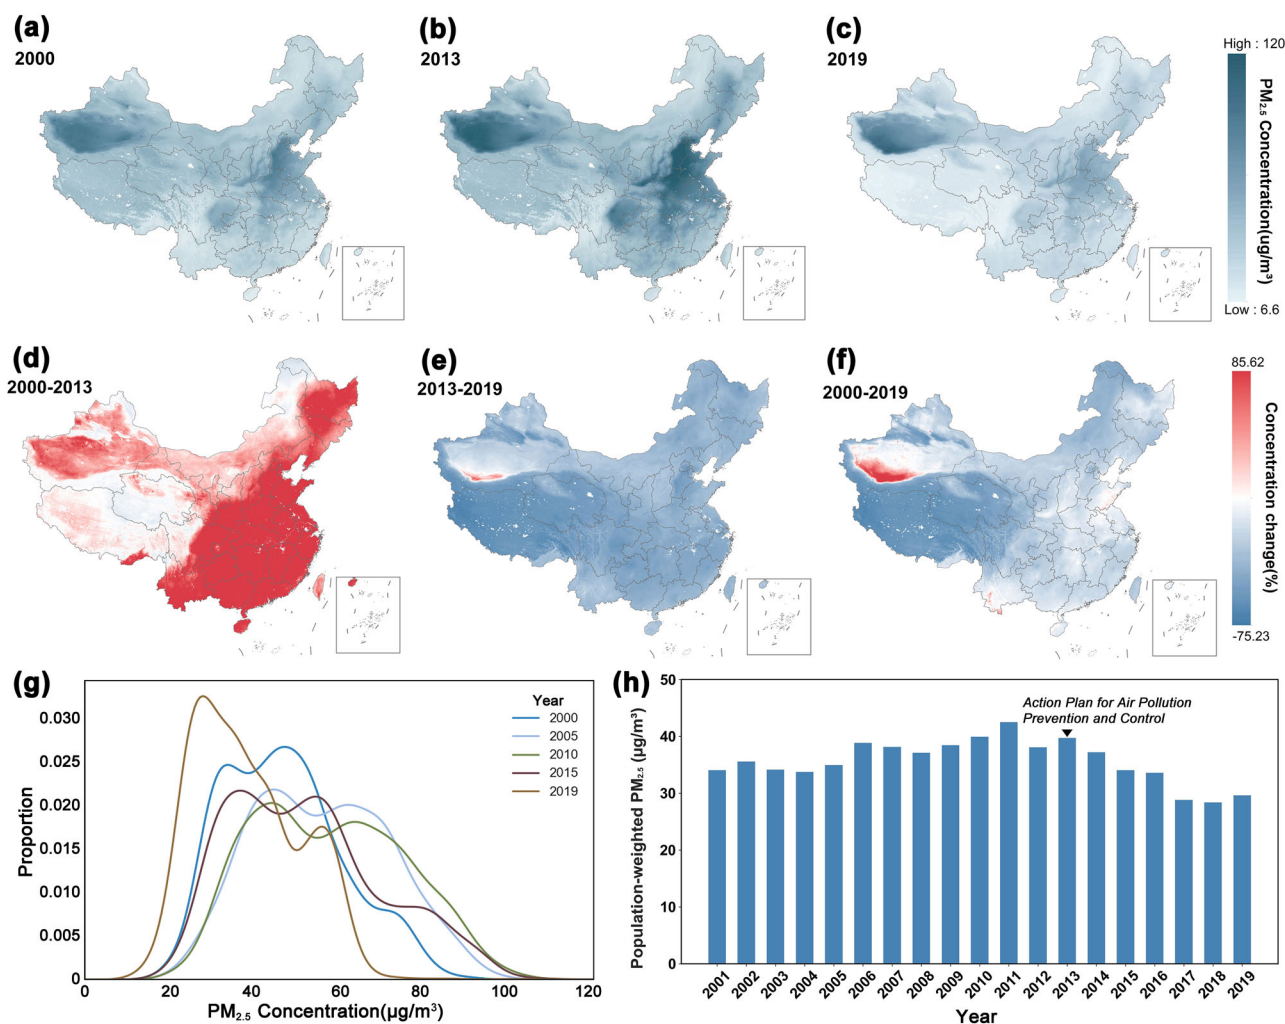 (a)
2000
(b)
2013
(c)
2019
High : 120
PM2.5 Concentration(ug/m³)
Low : 6.6
(d)
2000-2013
(e)
2013-2019
(f)
2000-2019
85.62
Concentration change(%)
-75.23
(g)
Proportion
0.030
0.025
0.020
0.015
0.010
0.005
0
0 20 40 60 80 100 120
PM2.5 Concentration(μg/m³)
Year
2000
2005
2010
2015
2019
(h)
Population-weighted PM2.5 (μg/m³)
50
40
30
20
10
0
Action Plan for Air Pollution
Prevention and Control
2001 2002 2003 2004 2005 2006 2007 2008 2009 2010 2011 2012 2013 2014 2015 2016 2017 2018 2019
Year